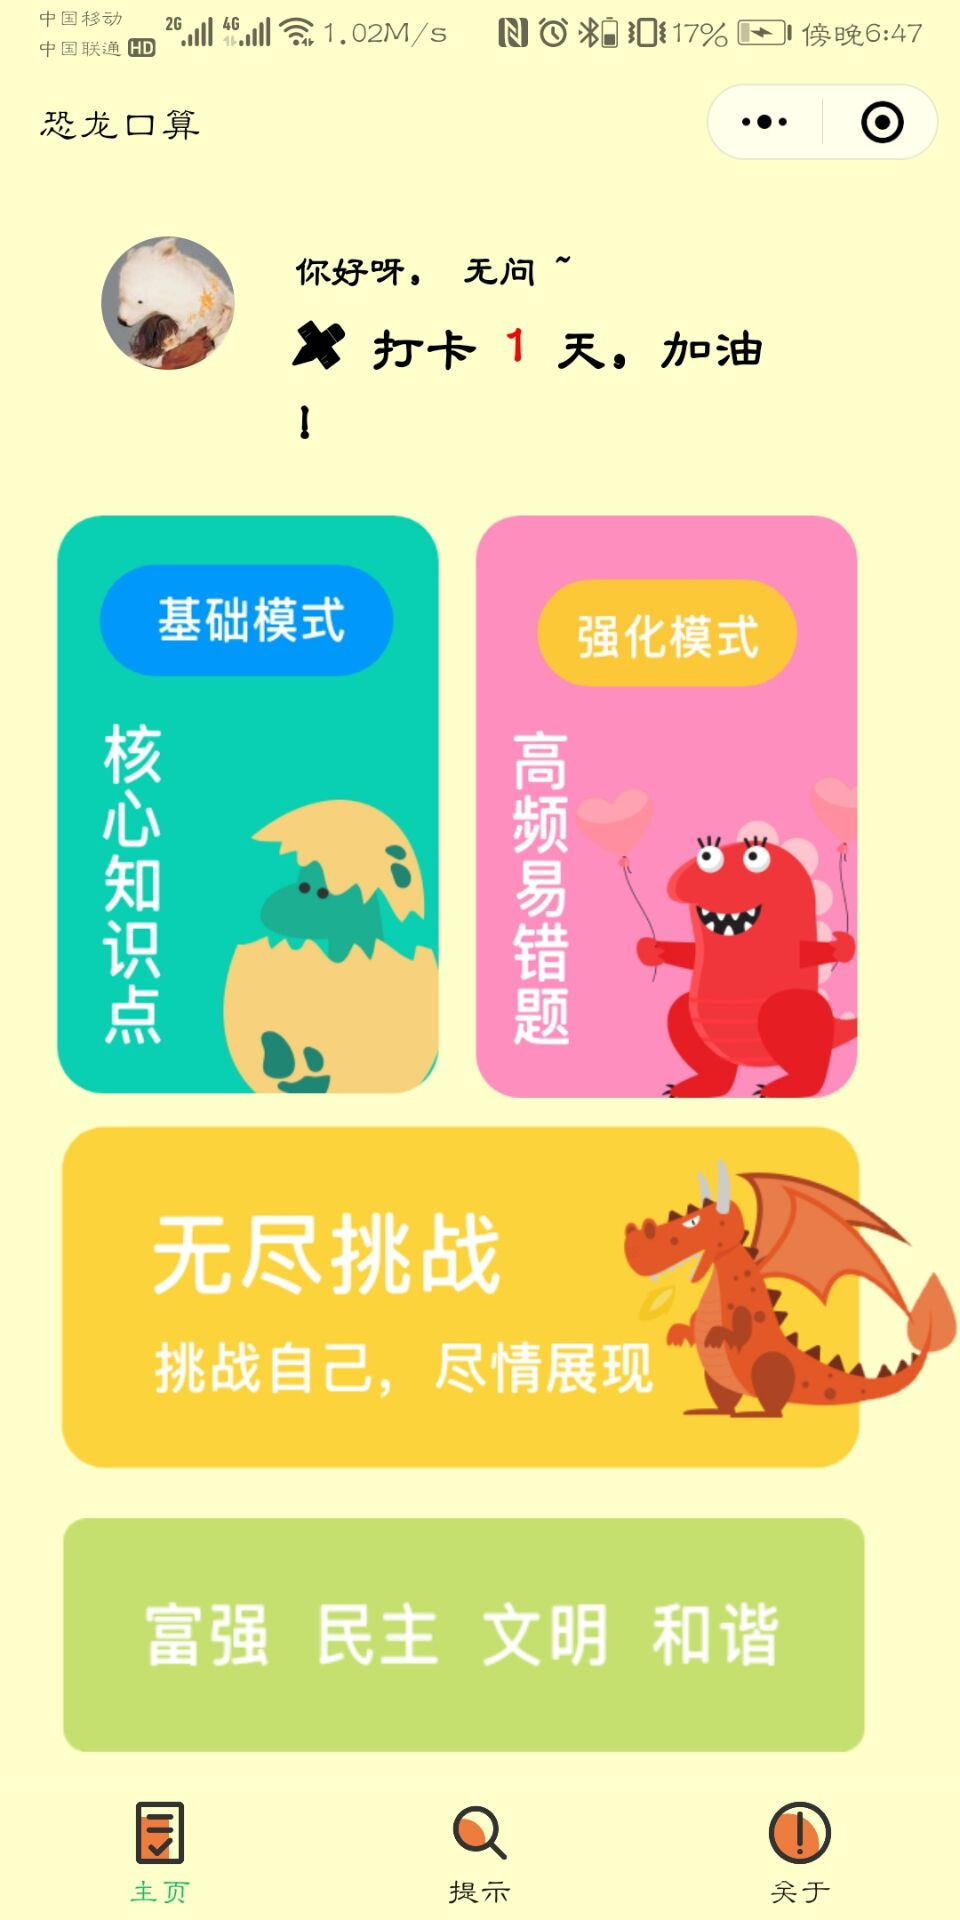 中国移动
中国联通 HD 2G 4G 1.02M/s 17% 傍晚6:47
恐龙口算
你好呀， 无问 ~
打卡 1 天，加油
！
基础模式
核心知识点
强化模式
高频易错题
无尽挑战
挑战自己，尽情展现
富强 民主 文明 和谐
主页 提示 关于